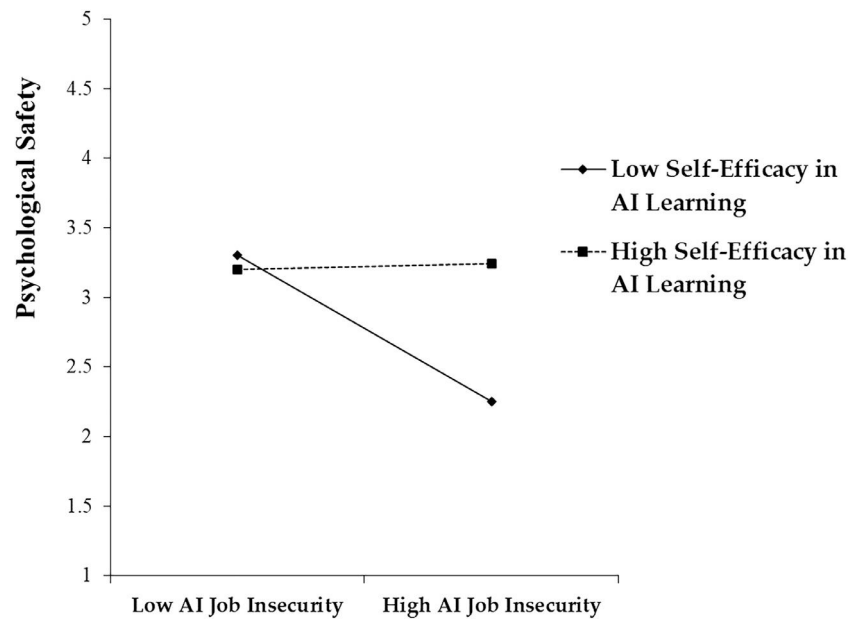 5
4.5
4
3.5
3
2.5
2
1.5
1
Psychological Safety
Low AI Job Insecurity
High AI Job Insecurity
Low Self-Efficacy in
AI Learning
High Self-Efficacy in
AI Learning